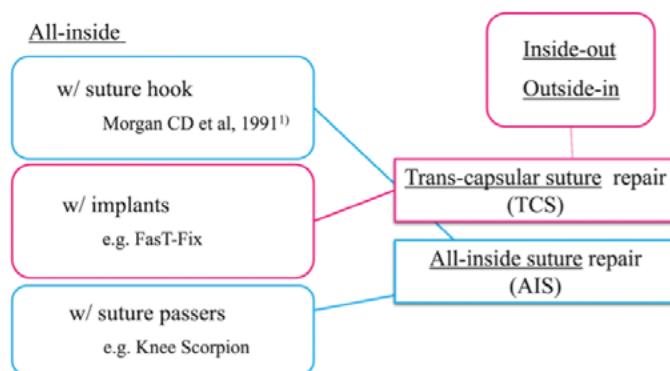 All-inside
w/ suture hook
Morgan CD et al, 1991¹⁾
w/ implants
e.g. FasT-Fix
w/ suture passers
e.g. Knee Scorpion
Inside-out
Outside-in
Trans-capsular suture repair
(TCS)
All-inside suture repair
(AIS)